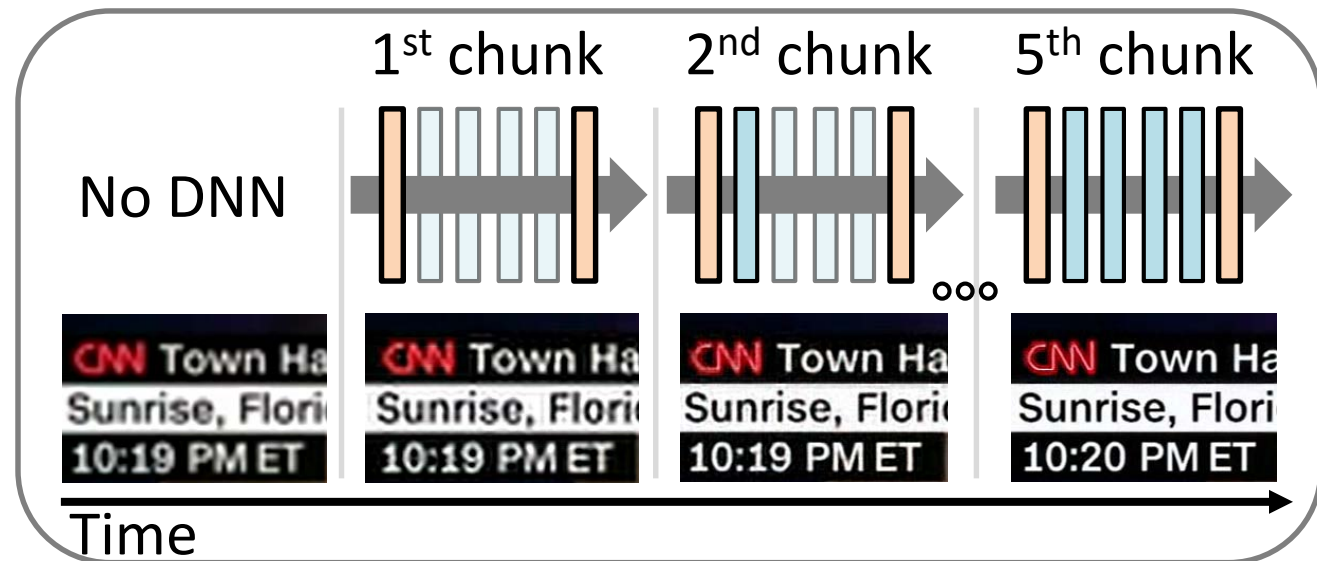 1st chunk
2nd chunk
5th chunk
No DNN
CNN Town Ha
Sunrise, Flori
10:19 PM ET
CNN Town Ha
Sunrise, Flori
10:19 PM ET
CNN Town Ha
Sunrise, Flori
10:19 PM ET
CNN Town Ha
Sunrise, Flori
10:20 PM ET
Time